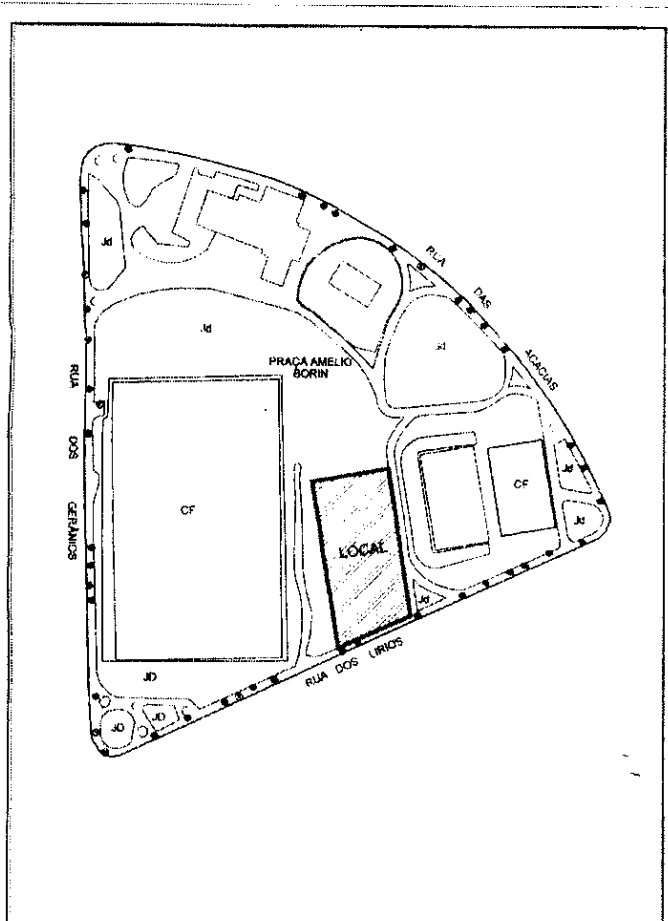 Jd
RUA DAS ACACIAS
Jd
Jd
PRAÇA AMELIO
BORIN
RUA DOS GERÂNIOS
CF
CF
Jd
Jd
LOCAL
Jd
RUA DOS LIRIOS
JD
JD
JD